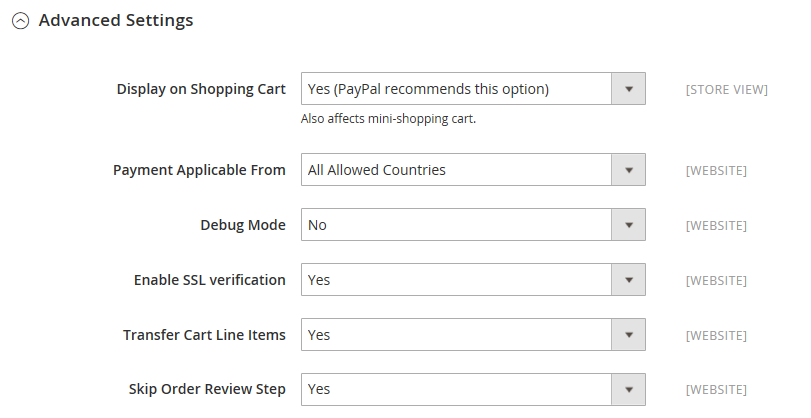 Advanced Settings
Display on Shopping Cart Yes (PayPal recommends this option) [STORE VIEW]
Also affects mini-shopping cart.
Payment Applicable From All Allowed Countries [WEBSITE]
Debug Mode No [WEBSITE]
Enable SSL verification Yes [WEBSITE]
Transfer Cart Line Items Yes [WEBSITE]
Skip Order Review Step Yes [WEBSITE]